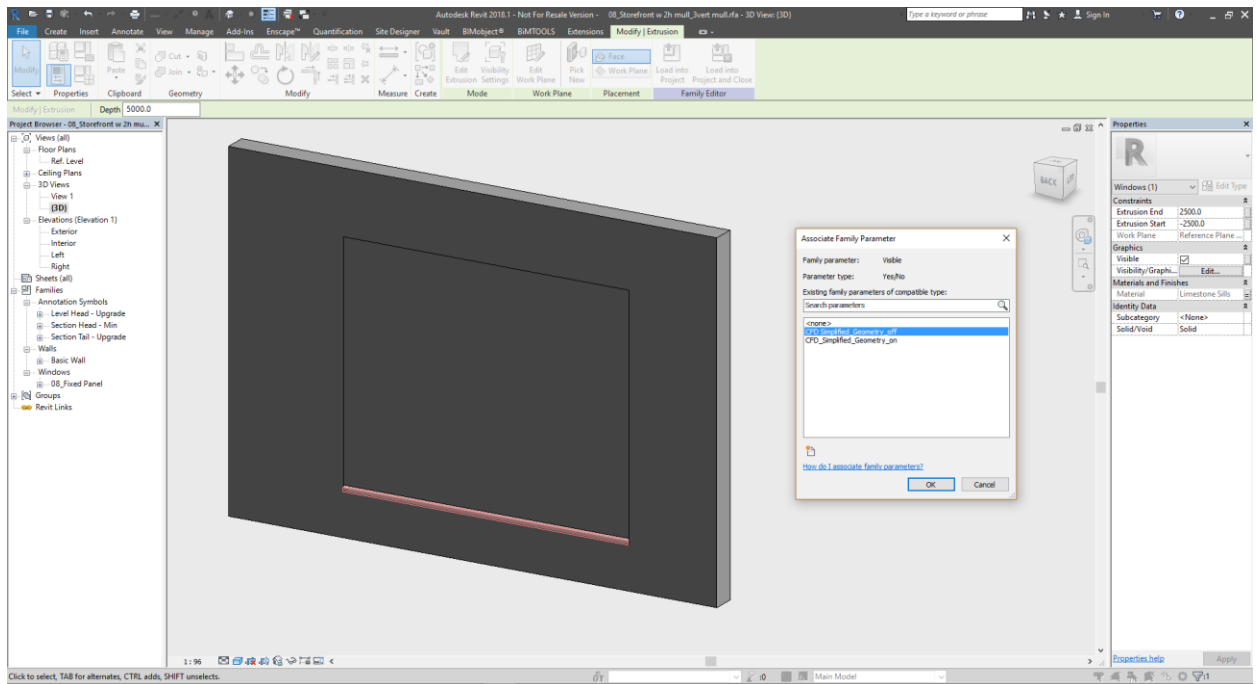 Autodesk Revit 2018.1 - Not For Resale Version - 08_Storefront w 2h mull_3vert mull.rfa - 3D View: {3D}
Type a keyword or phrase
Sign In
File Create Insert Annotate View Manage Add-Ins Enscape™ Quantification Site Designer Vault BIMobject® BiMTOOLS Extensions Modify | Extrusion
Modify
Paste
Cut
Join
Edit Extrusion
Visibility Settings
Edit Work Plane
Pick New
Face
Work Plane
Load into Project
Load into Project and Close
Select Properties Clipboard Geometry Modify Measure Create Mode Work Plane Placement Family Editor
Modify | Extrusion Depth 5000.0
Project Browser - 08_Storefront w 2h mu...
Views (all)
Floor Plans
Ref. Level
Ceiling Plans
3D Views
View 1
{3D}
Elevations (Elevation 1)
Exterior
Interior
Left
Right
Sheets (all)
Families
Annotation Symbols
Level Head - Upgrade
Section Head - Min
Section Tail - Upgrade
Walls
Basic Wall
Windows
08_Fixed Panel
Groups
Revit Links
BACK
Associate Family Parameter
Family parameter: Visible
Parameter type: Yes/No
Existing family parameters of compatible type:
Search parameters
<none>
CFD_Simplified_Geometry_off
CFD_Simplified_Geometry_on
How do I associate family parameters?
OK Cancel
Properties
R
Windows (1) Edit Type
Constraints
Extrusion End 2500.0
Extrusion Start -2500.0
Work Plane Reference Plane ...
Graphics
Visible
Visibility/Graphi... Edit...
Materials and Finishes
Material Limestone Sills
Identity Data
Subcategory <None>
Solid/Void Solid
Properties help Apply
1 : 96
Click to select, TAB for alternates, CTRL adds, SHIFT unselects.
:0
Main Model
:1